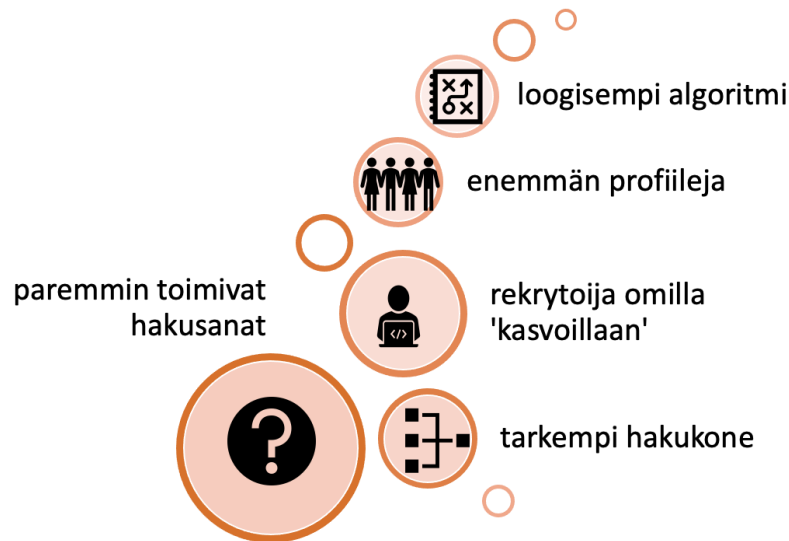 loogisempi algoritmi
enemmän profiileja
paremmin toimivat
hakusanat
rekrytoija omilla
'kasvoillaan'
tarkempi hakukone